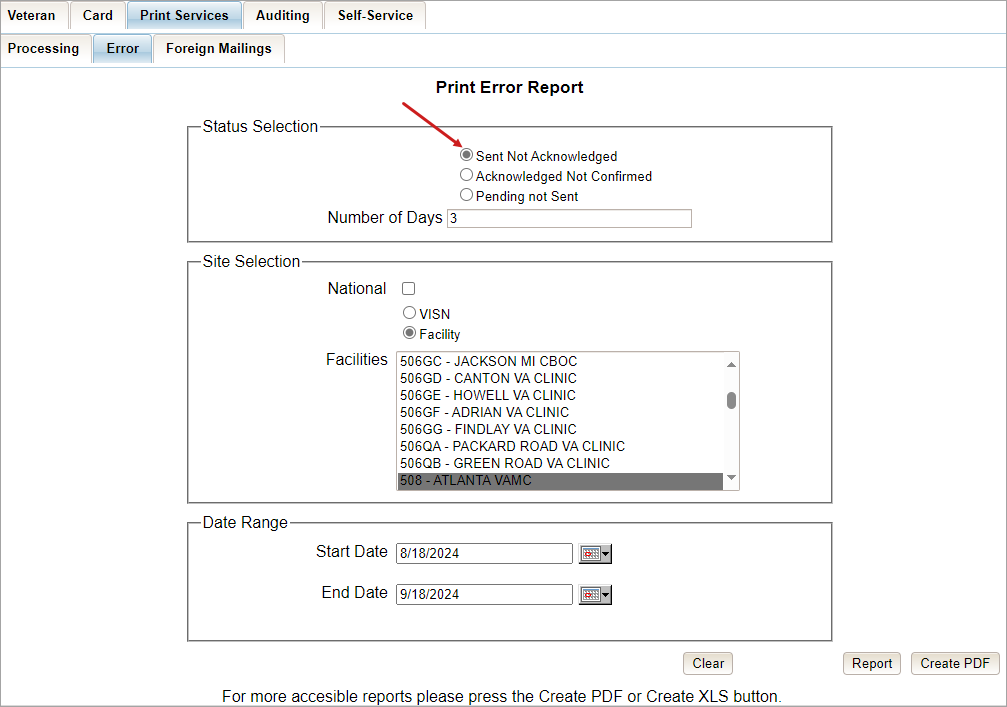 Veteran Card Print Services Auditing Self-Service
Processing Error Foreign Mailings
Print Error Report
Status Selection
Sent Not Acknowledged
Acknowledged Not Confirmed
Pending not Sent
Number of Days 3
Site Selection
National
VISN
Facility
Facilities
506GC - JACKSON MI CBOC
506GD - CANTON VA CLINIC
506GE - HOWELL VA CLINIC
506GF - ADRIAN VA CLINIC
506GG - FINDLAY VA CLINIC
506QA - PACKARD ROAD VA CLINIC
506QB - GREEN ROAD VA CLINIC
508 - ATLANTA VAMC
Date Range
Start Date 8/18/2024
End Date 9/18/2024
Clear Report Create PDF
For more accesible reports please press the Create PDF or Create XLS button.